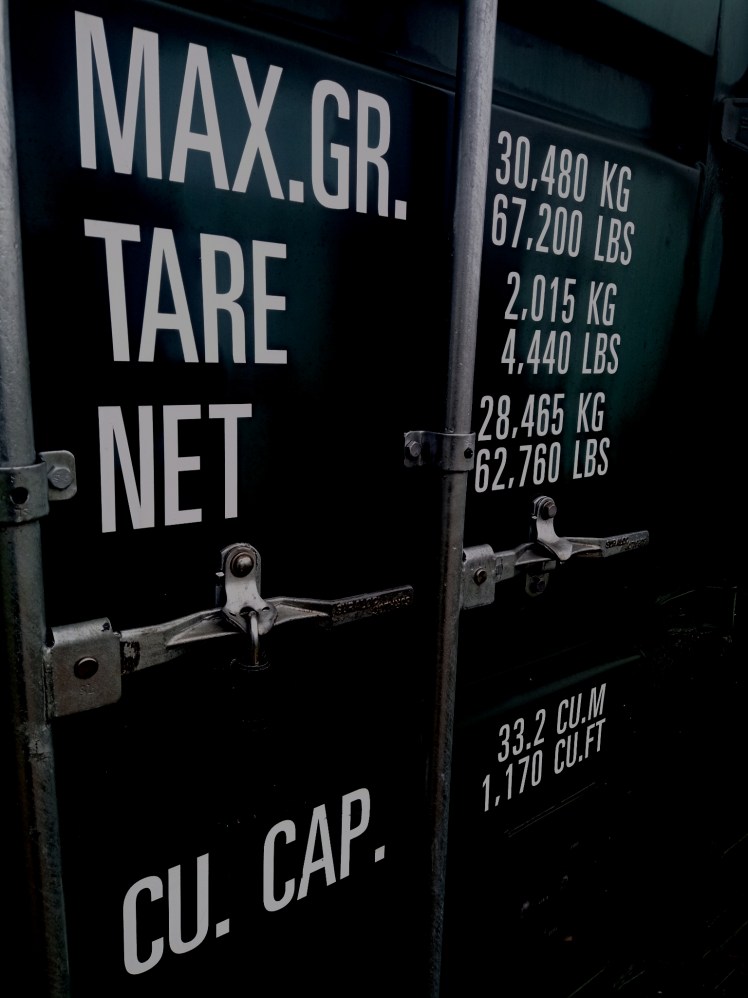 MAX.GR.
30,480 KG
67,200 LBS
TARE
2,015 KG
4,440 LBS
NET
28,465 KG
62,760 LBS
CU. CAP.
33.2 CU.M
1,170 CU.FT